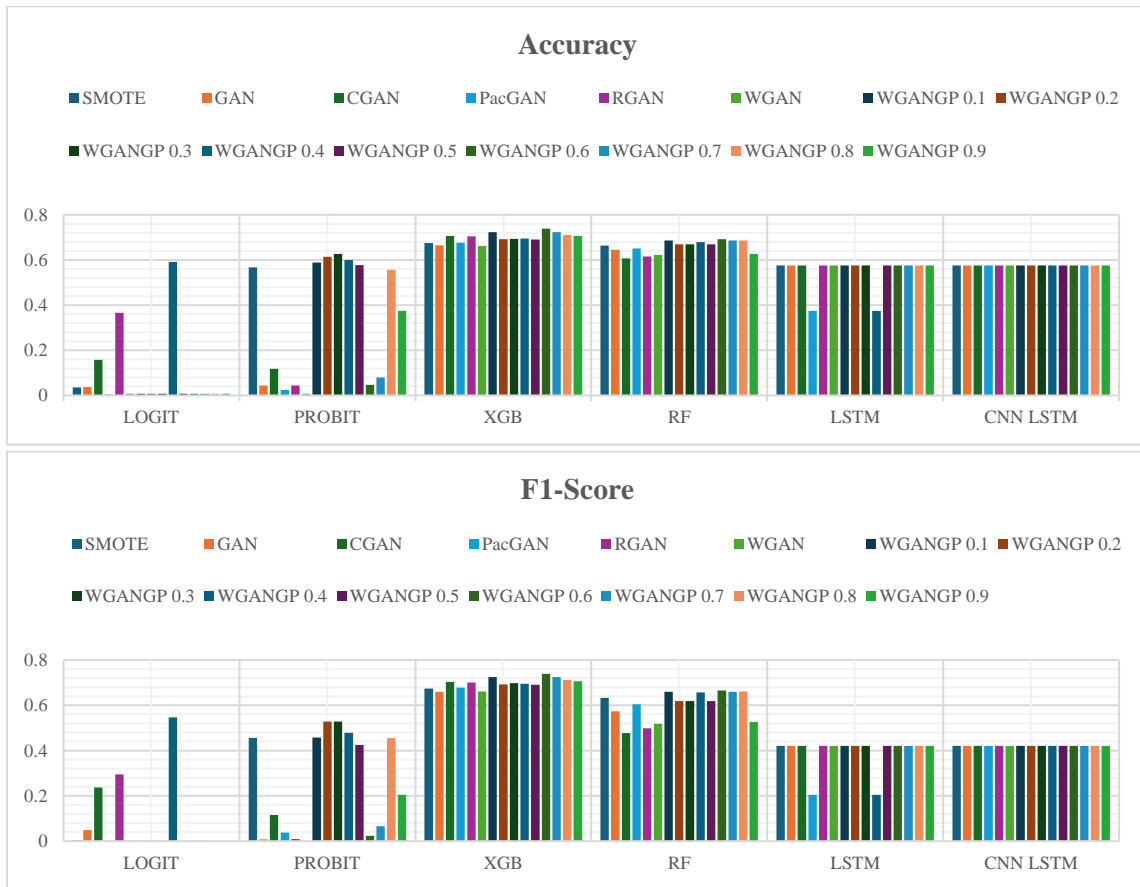 Accuracy
SMOTE GAN CGAN PacGAN RGAN WGAN WGANGP 0.1 WGANGP 0.2
WGANGP 0.3 WGANGP 0.4 WGANGP 0.5 WGANGP 0.6 WGANGP 0.7 WGANGP 0.8 WGANGP 0.9
0.8
0.6
0.4
0.2
0
LOGIT PROBIT XGB RF LSTM CNN LSTM
F1-Score
SMOTE GAN CGAN PacGAN RGAN WGAN WGANGP 0.1 WGANGP 0.2
WGANGP 0.3 WGANGP 0.4 WGANGP 0.5 WGANGP 0.6 WGANGP 0.7 WGANGP 0.8 WGANGP 0.9
0.8
0.6
0.4
0.2
0
LOGIT PROBIT XGB RF LSTM CNN LSTM